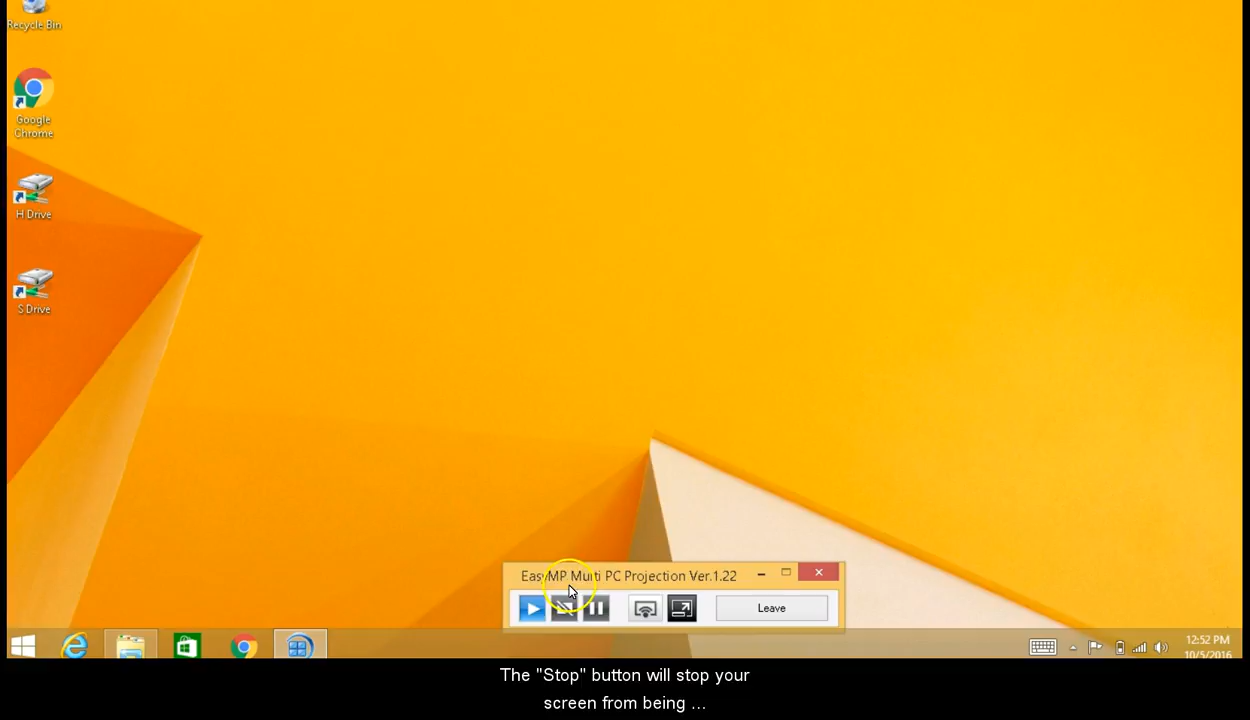 Recycle Bin
Google
Chrome
H Drive
S Drive
EasyMP Multi PC Projection Ver.1.22
Leave
12:52 PM
10/5/2016
The "Stop" button will stop your
screen from being ...